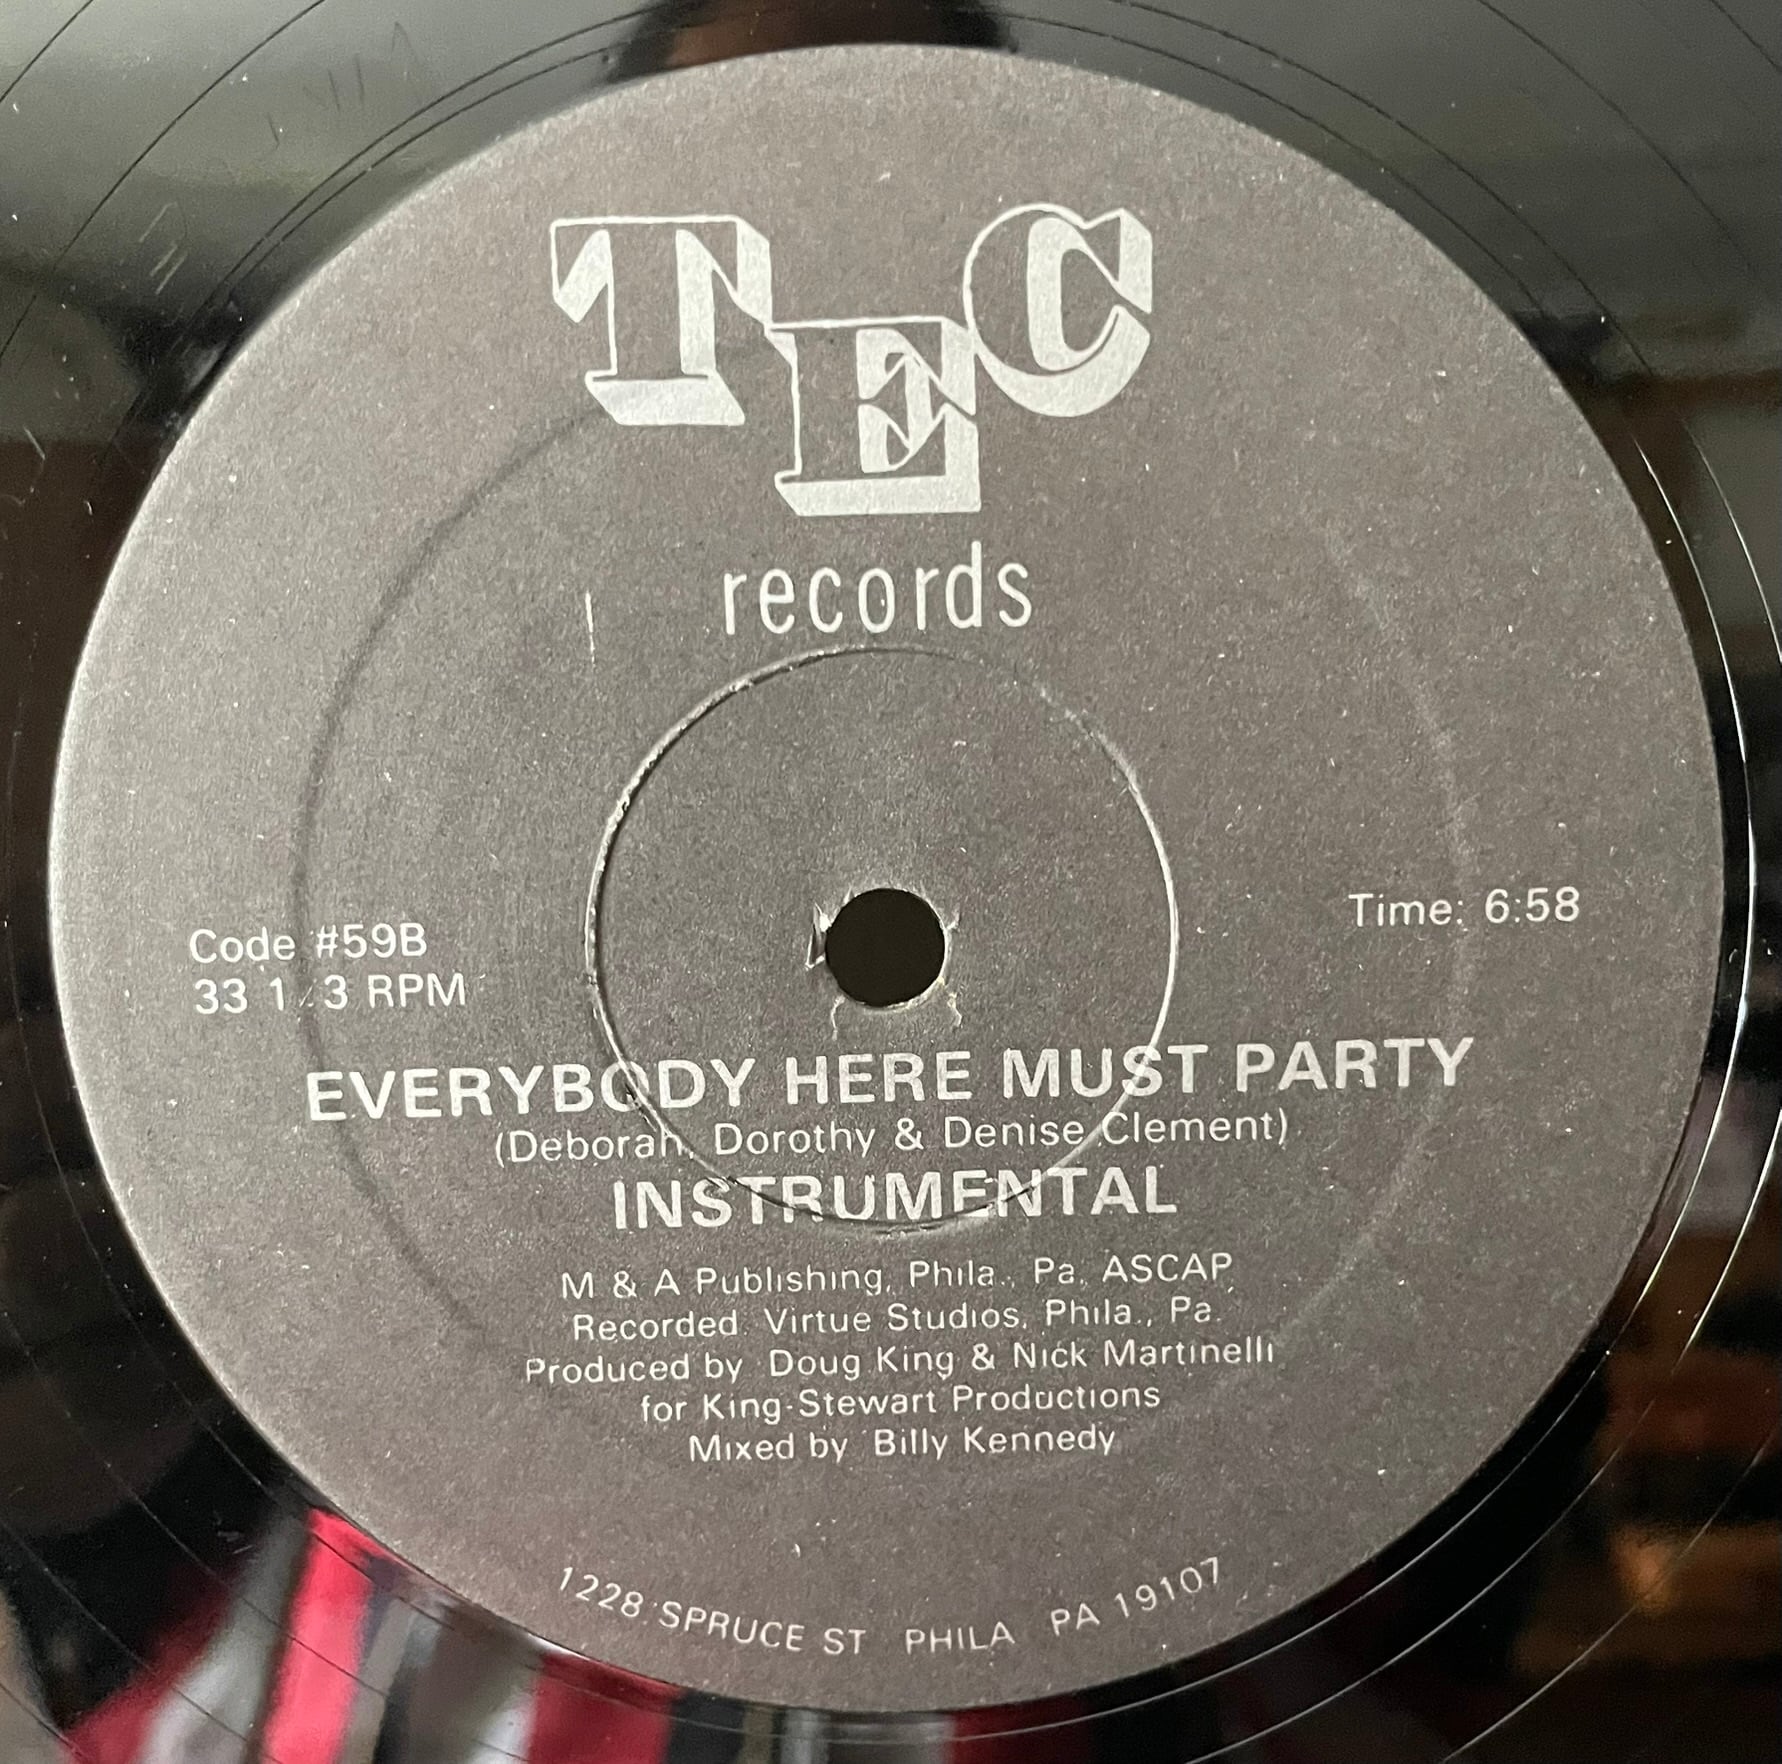 TEC
records
Code #59B
33 1/3 RPM
Time: 6:58
EVERYBODY HERE MUST PARTY
(Deborah, Dorothy & Denise Clement)
INSTRUMENTAL
M & A Publishing, Phila., Pa. ASCAP
Recorded: Virtue Studios, Phila., Pa.
Produced by: Doug King & Nick Martinelli
for King-Stewart Productions
Mixed by: Billy Kennedy
1228 SPRUCE ST PHILA PA 19107